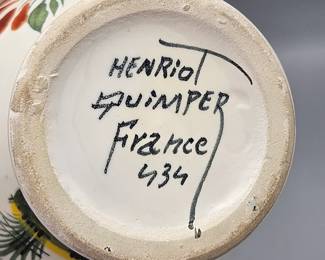 HENRIOT
QUIMPER
France
434